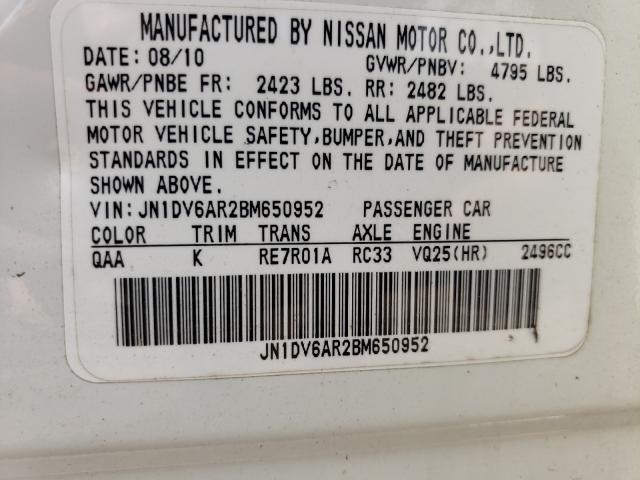 MANUFACTURED BY NISSAN MOTOR CO.,LTD.
DATE: 08/10 GVWR/PNBV: 4795 LBS.
GAWR/PNBE FR: 2423 LBS. RR: 2482 LBS.
THIS VEHICLE CONFORMS TO ALL APPLICABLE FEDERAL
MOTOR VEHICLE SAFETY,BUMPER,AND THEFT PREVENTION
STANDARDS IN EFFECT ON THE DATE OF MANUFACTURE
SHOWN ABOVE.
VIN: JN1DV6AR2BM650952 PASSENGER CAR
COLOR TRIM TRANS AXLE ENGINE
QAA K RE7R01A RC33 VQ25(HR) 2496CC
JN1DV6AR2BM650952